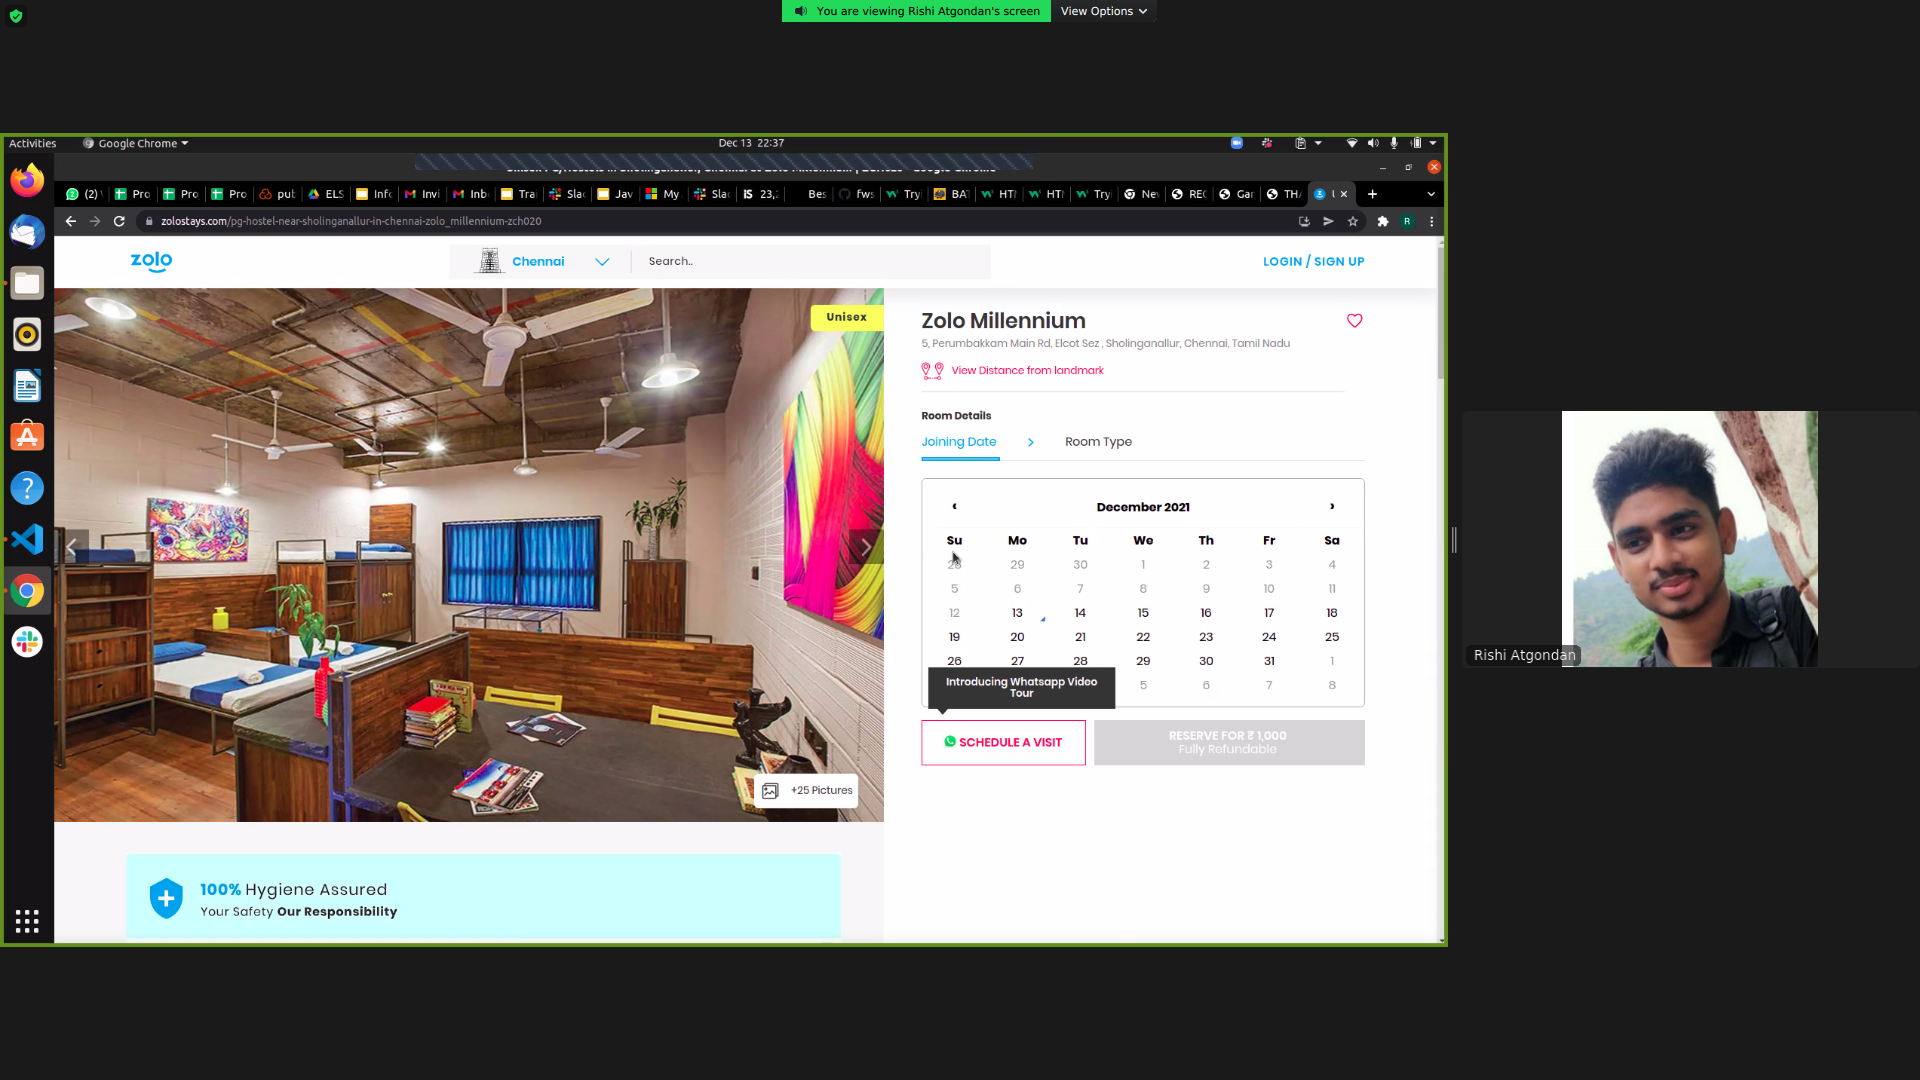 You are viewing Rishi Atgondan's screen
View Options
Activities
Google Chrome
Dec 13 22:37
(2)
Pro
Pro
Pro
pub
ELS
Info
Invi
Inb
Trai
Slac
Jav
My
Slac
23,
Bes
fws
Try
BA
HTM
HTM
Try
Nev
REC
Gar
THA
zolostays.com/pg-hostel-near-sholinganallur-in-chennai-zolo_millennium-zch020
R
zolo
Chennai
Search..
LOGIN / SIGN UP
Unisex
+25 Pictures
100% Hygiene Assured
Your Safety Our Responsibility
Zolo Millennium
5, Perumbakkam Main Rd, Elcot Sez , Sholinganallur, Chennai, Tamil Nadu
View Distance from landmark
Room Details
Joining Date
Room Type
December 2021
Su Mo Tu We Th Fr Sa
28 29 30 1 2 3 4
5 6 7 8 9 10 11
12 13 14 15 16 17 18
19 20 21 22 23 24 25
26 27 28 29 30 31 1
5 6 7 8
Introducing Whatsapp Video
Tour
SCHEDULE A VISIT
RESERVE FOR ₹ 1,000
Fully Refundable
Rishi Atgondan